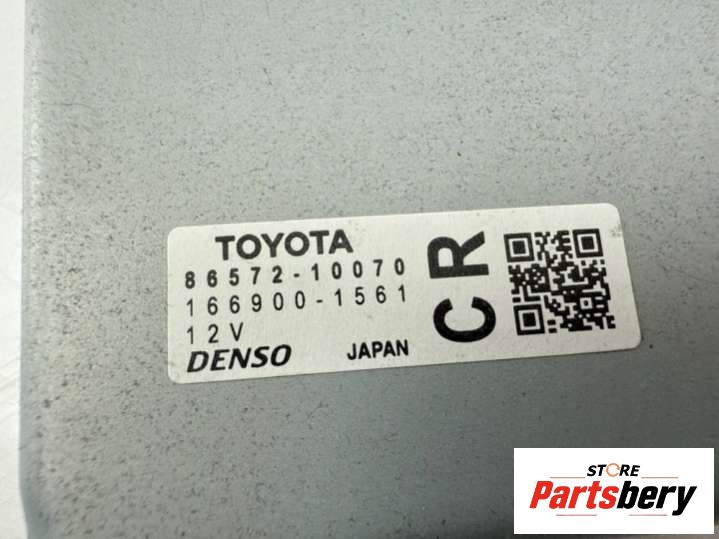 TOYOTA
86572-10070
166900-1561
12V
DENSO JAPAN
CR
STORE
Partsbery